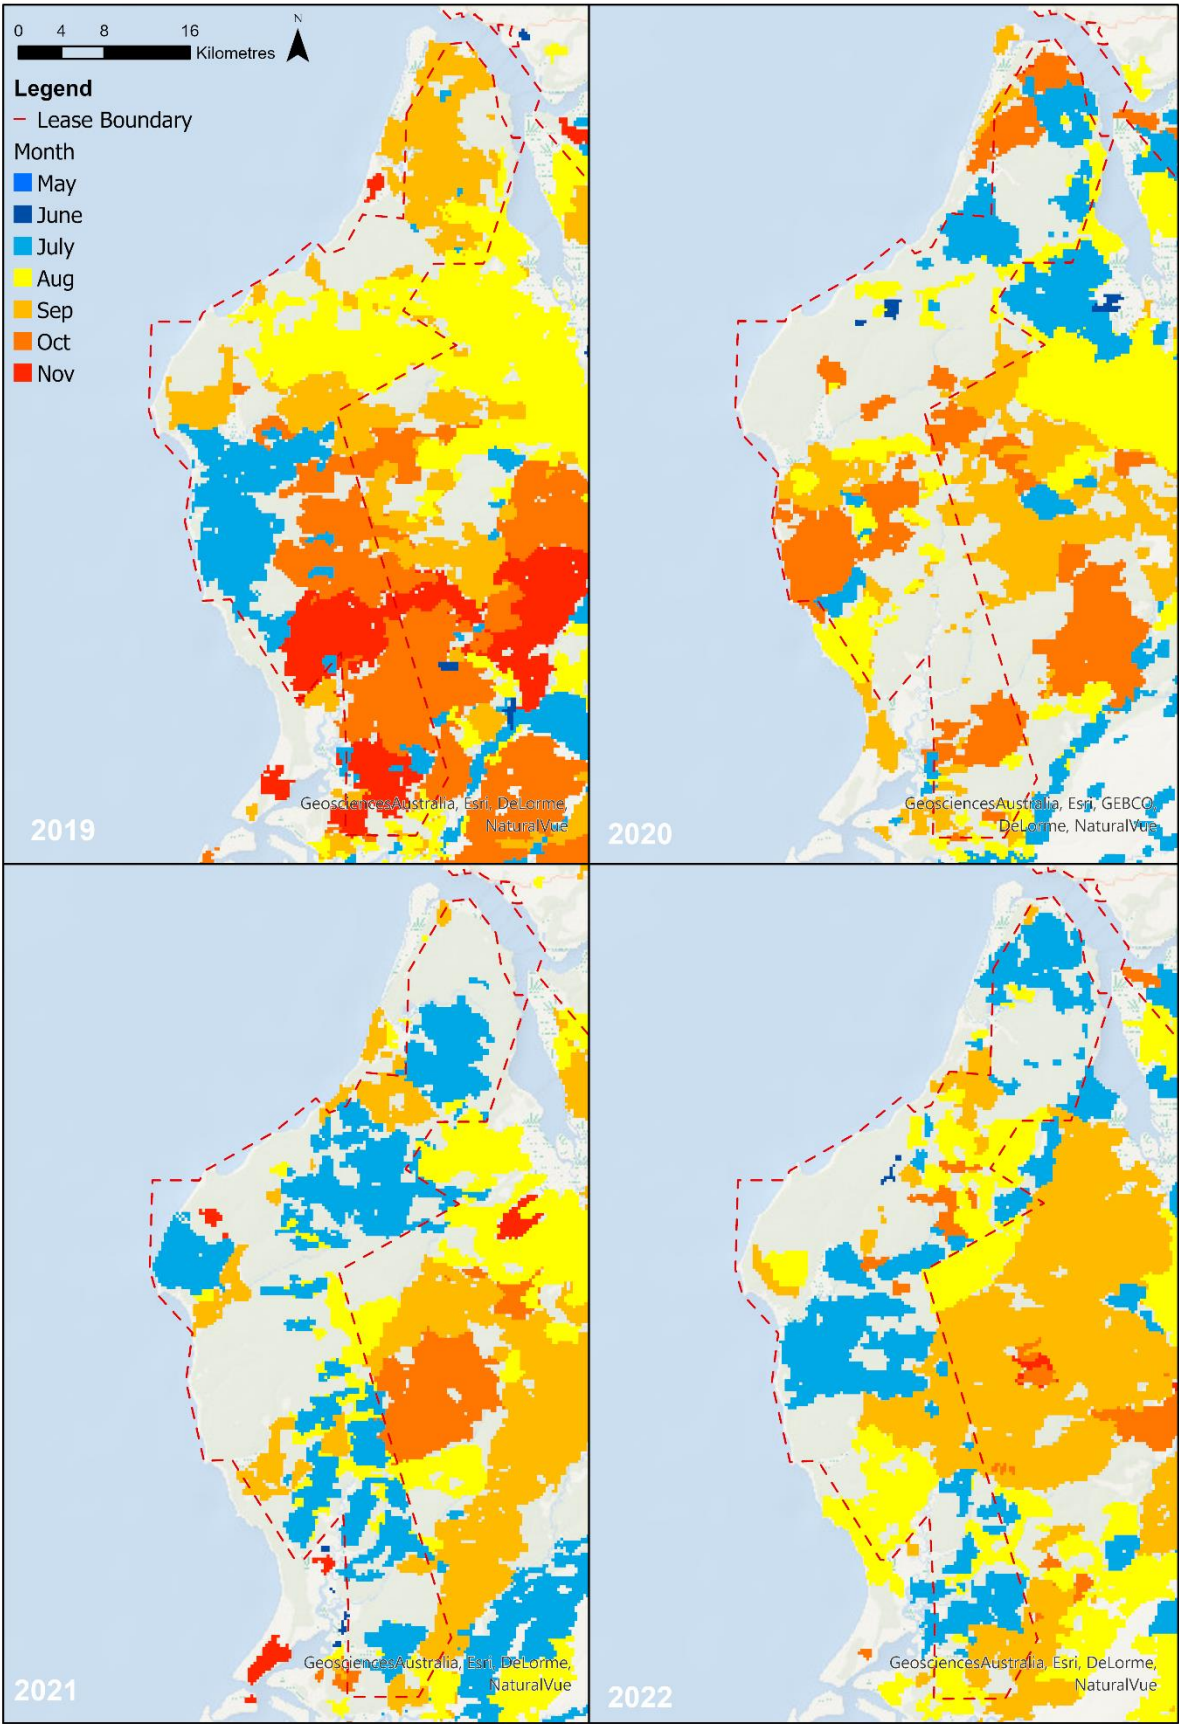 0 4 8 16
Kilometres
N
Legend
Lease Boundary
Month
May
June
July
Aug
Sep
Oct
Nov
GeosciencesAustralia, Esri, DeLorme,
NaturalVue
2019
GeosciencesAustralia, Esri, GEBCO,
DeLorme, NaturalVue
2020
GeosciencesAustralia, Esri, DeLorme,
NaturalVue
2021
GeosciencesAustralia, Esri, DeLorme,
NaturalVue
2022